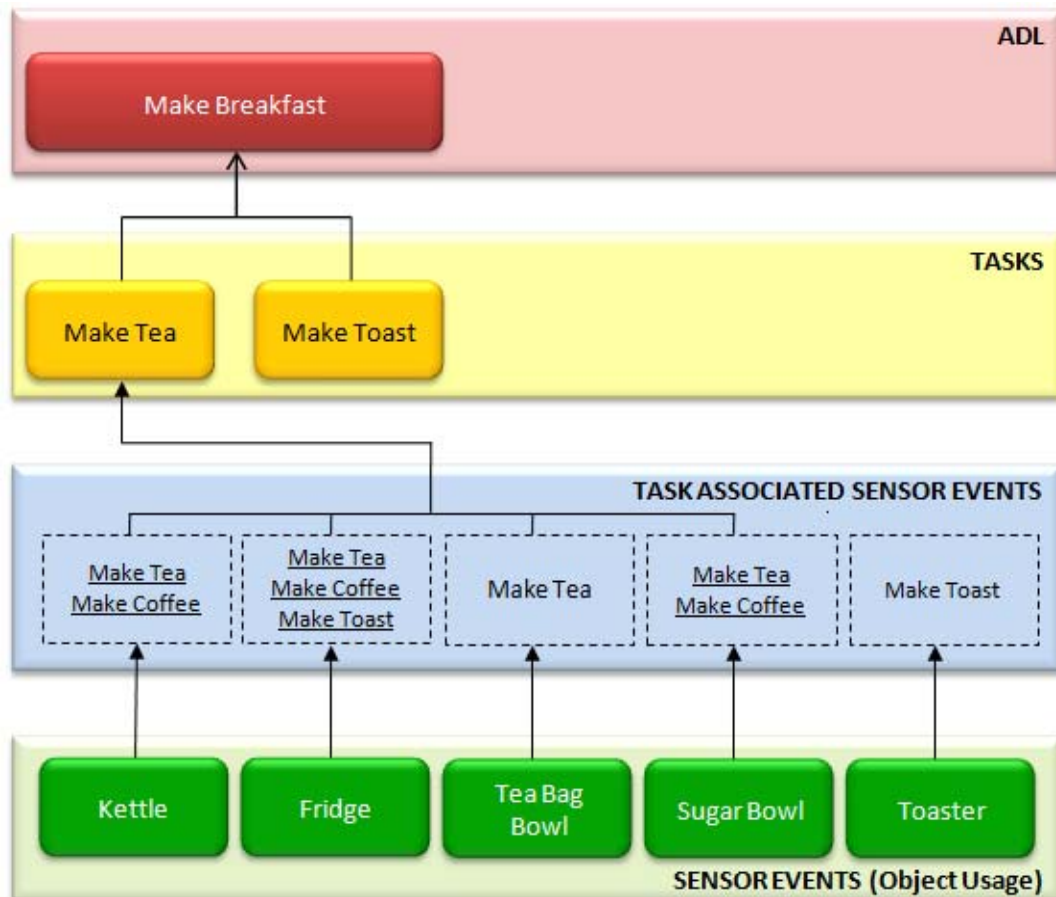 ADL
Make Breakfast
TASKS
Make Tea
Make Toast
TASK ASSOCIATED SENSOR EVENTS
Make Tea
Make Coffee
Make Tea
Make Coffee
Make Toast
Make Tea
Make Tea
Make Coffee
Make Toast
Kettle
Fridge
Tea Bag
Bowl
Sugar Bowl
Toaster
SENSOR EVENTS (Object Usage)